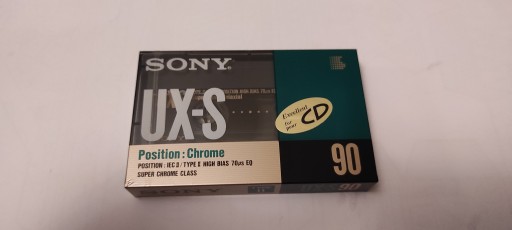 SONY
UX-S
Excellent
for
your CD
Position: Chrome
POSITION: IEC II / TYPE II HIGH BIAS 70µs EQ
SUPER CHROME CLASS
90
SONY